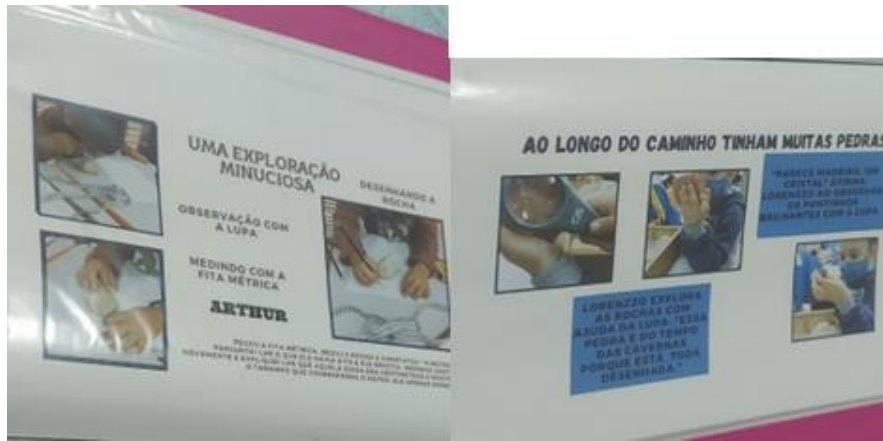 UMA EXPLORAÇÃO
MINUCIOSA
DESENHANDO A
ROCHA
OBSERVAÇÃO COM
A LUPA
MEDINDO COM A
FITA MÉTRICA
ARTHUR
AO LONGO DO CAMINHO TINHAM MUITAS PEDRAS
"PARECE MADEIRA, UM
CRISTAL" AFIRMA
LORENZZO AO OBSERVAR
OS PONTINHOS
BRILHANTES COM A LUPA.
LORENZZO EXPLORA
AS ROCHAS COM
AJUDA DA LUPA: "ESSA
PEDRA É DO TEMPO
DAS CAVERNAS
PORQUE ESTÁ TODA
DESENHADA."